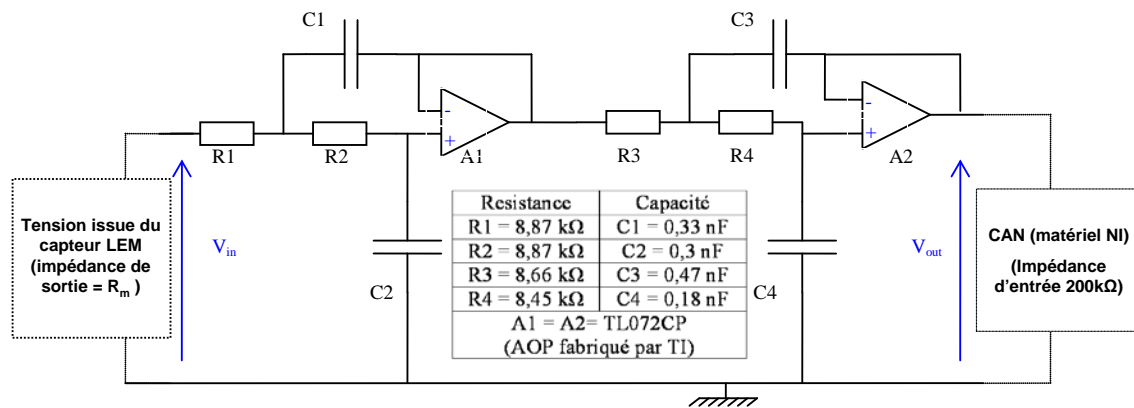 C1
C3
-
-
+
+
R1
R2
A1
R3
R4
A2
Tension issue du
capteur LEM
(impédance de
sortie = Rm )
Vin
C2
Resistance Capacité
R1 = 8,87 kΩ C1 = 0,33 nF
R2 = 8,87 kΩ C2 = 0,3 nF
R3 = 8,66 kΩ C3 = 0,47 nF
R4 = 8,45 kΩ C4 = 0,18 nF
A1 = A2= TL072CP
(AOP fabriqué par TI)
C4
Vout
CAN (matériel NI)
(Impédance
d'entrée 200kΩ)